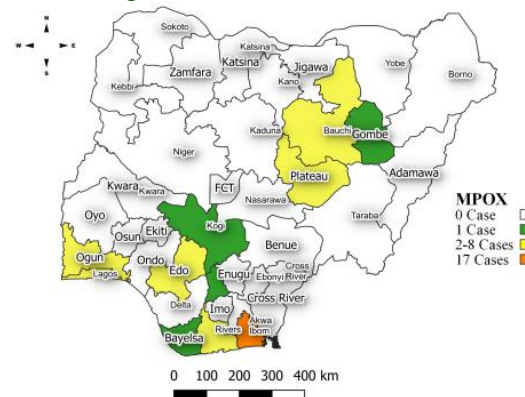 N
W E
S
Sokoto
Katsina
Katsina
Jigawa
Yobe
Borno
Zamfara
Kebbi
Kano
Kaduna
Bauchi
Gombe
Niger
Plateau
Adamawa
Kwara
Kwara
FCT
Nasarawa
Taraba
Oyo
Kogi
Osun
Ekiti
Benue
Ogun
Ondo
Edo
Lagos
Enugu
Ebonyi
Cross
River
Delta
Imo
Cross River
Bayelsa
Rivers
Akwa
Ibom
MPOX
0 Case
1 Case
2-8 Cases
17 Cases
0 100 200 300 400 km